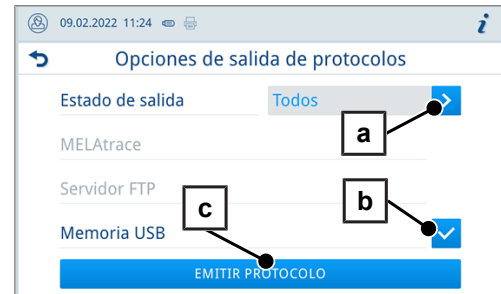 09.02.2022 11:24
i
Opciones de salida de protocolos
Estado de salida Todos
a
MELAtrace
Servidor FTP
b
c
Memoria USB
EMITIR PROTOCOLO